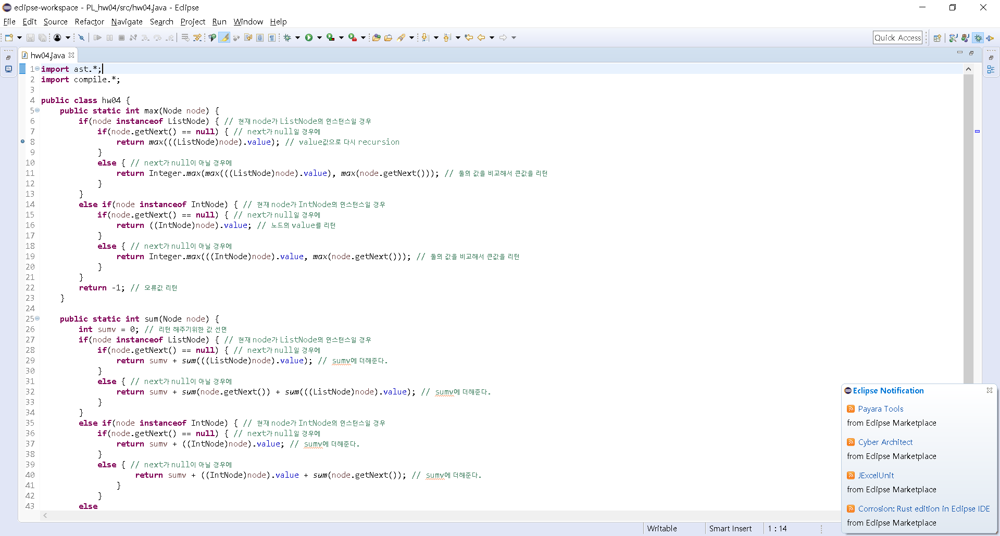 eclipse-workspace - PL_hw04/src/hw04.java - Eclipse
File Edit Source Refactor Navigate Search Project Run Window Help
Quick Access
hw04.java
1 import ast.*;
2 import compile.*;
3
4 public class hw04 {
5 public static int max(Node node) {
6 if(node instanceof ListNode) { // 현재 node가 ListNode의 인스턴스일 경우
7 if(node.getNext() == null) { // next가 null일 경우에
8 return max(((ListNode)node).value); // value값으로 다시 recursion
9 }
10 else { // next가 null이 아닐 경우에
11 return Integer.max(max(((ListNode)node).value), max(node.getNext())); // 둘의 값을 비교해서 큰값을 리턴
12 }
13 }
14 else if(node instanceof IntNode) { // 현재 node가 IntNode의 인스턴스일 경우
15 if(node.getNext() == null) { // next가 null일 경우에
16 return ((IntNode)node).value; // 노드의 value를 리턴
17 }
18 else { // next가 null이 아닐 경우에
19 return Integer.max(((IntNode)node).value, max(node.getNext())); // 둘의 값을 비교해서 큰값을 리턴
20 }
21 }
22 return -1; // 오류값 리턴
23 }
24
25 public static int sum(Node node) {
26 int sumv = 0; // 리턴 해주기위한 값 선언
27 if(node instanceof ListNode) { // 현재 node가 ListNode의 인스턴스일 경우
28 if(node.getNext() == null) { // next가 null일 경우에
29 return sumv + sum(((ListNode)node).value); // sumv에 더해준다.
30 }
31 else { // next가 null이 아닐 경우에
32 return sumv + sum(node.getNext()) + sum(((ListNode)node).value); // sumv에 더해준다.
33 }
34 }
35 else if(node instanceof IntNode) { // 현재 node가 IntNode의 인스턴스일 경우
36 if(node.getNext() == null) { // next가 null일 경우에
37 return sumv + ((IntNode)node).value; // sumv에 더해준다.
38 }
39 else { // next가 null이 아닐 경우에
40 return sumv + ((IntNode)node).value + sum(node.getNext()); // sumv에 더해준다.
41 }
42 }
43 else
Eclipse Notification
Payara Tools
from Eclipse Marketplace
Cyber Architect
from Eclipse Marketplace
JExcelUnit
from Eclipse Marketplace
Corrosion: Rust edition in Eclipse IDE
from Eclipse Marketplace
Writable Smart Insert 1 : 14